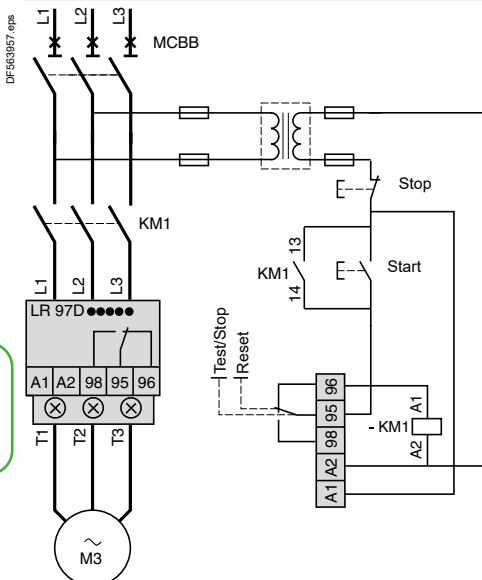 DF563957.eps
L1 L2 L3
MCBB
Stop
KM1
13
KM1
14
Start
L1 L2 L3
LR 97D
A1 A2 98 95 96
T1 T2 T3
M3
Test/Stop
Reset
96
95
98
A2
A1
A1
- KM1
A2